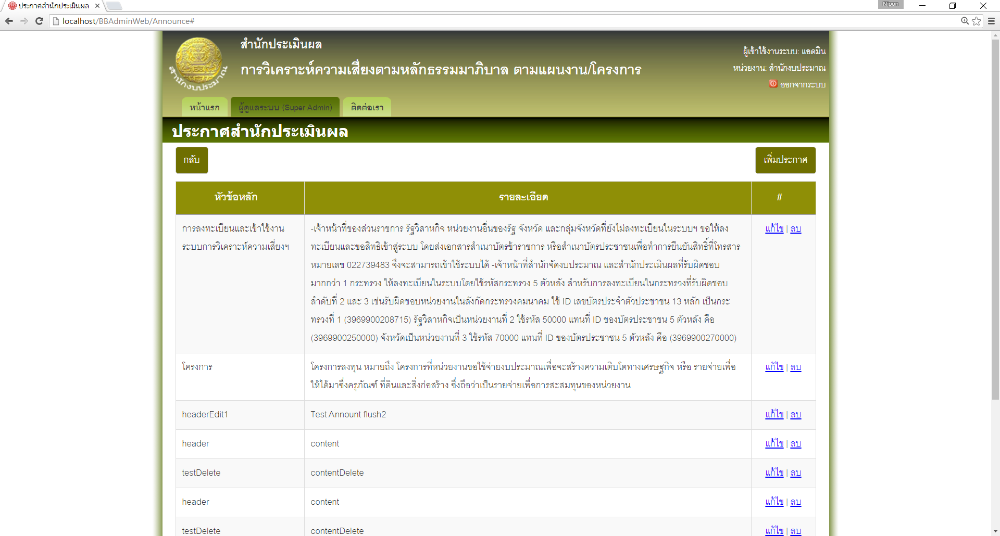 ประกาศสำนักประเมินผล
Nipon
localhost/BBAdminWeb/Announce#
สำนักงบประมาณ
สำนักประเมินผล
การวิเคราะห์ความเสี่ยงตามหลักธรรมมาภิบาล ตามแผนงาน/โครงการ
ผู้เข้าใช้งานระบบ: แอดมิน
หน่วยงาน: สำนักงบประมาณ
ออกจากระบบ
หน้าแรก ผู้ดูแลระบบ (Super Admin) ติดต่อเรา
ประกาศสำนักประเมินผล
กลับ เพิ่มประกาศ
หัวข้อหลัก รายละเอียด #
การลงทะเบียนและเข้าใช้งาน
ระบบการวิเคราะห์ความเสี่ยงฯ
-เจ้าหน้าที่ของส่วนราชการ รัฐวิสาหกิจ หน่วยงานอื่นของรัฐ จังหวัด และกลุ่มจังหวัดที่ยังไม่ลงทะเบียนในระบบฯ ขอให้ลง
ทะเบียนและขอสิทธิเข้าสู่ระบบ โดยส่งเอกสารสำเนาบัตรข้าราชการ หรือสำเนาบัตรประชาชนเพื่อทำการยืนยันสิทธิ์ที่โทรสาร
หมายเลข 022739483 จึงจะสามารถเข้าใช้ระบบได้ -เจ้าหน้าที่สำนักจัดงบประมาณ และสำนักประเมินผลที่รับผิดชอบ
มากกว่า 1 กระทรวง ให้ลงทะเบียนในระบบโดยใช้รหัสกระทรวง 5 ตัวหลัง สำหรับการลงทะเบียนในกระทรวงที่รับผิดชอบ
ลำดับที่ 2 และ 3 เช่นรับผิดชอบหน่วยงานในสังกัดกระทรวงคมนาคม ใช้ ID เลขบัตรประจำตัวประชาชน 13 หลัก เป็นกระ
ทรวงที่ 1 (3969900208715) รัฐวิสาหกิจเป็นหน่วยงานที่ 2 ใช้รหัส 50000 แทนที่ ID ของบัตรประชาชน 5 ตัวหลัง คือ
(3969900250000) จังหวัดเป็นหน่วยงานที่ 3 ใช้รหัส 70000 แทนที่ ID ของบัตรประชาชน 5 ตัวหลัง คือ (3969900270000)
แก้ไข | ลบ
โครงการ
โครงการลงทุน หมายถึง โครงการที่หน่วยงานขอใช้จ่ายงบประมาณเพื่อจะสร้างความเติบโตทางเศรษฐกิจ หรือ รายจ่ายเพื่อ
ให้ได้มาซึ่งครุภัณฑ์ ที่ดินและสิ่งก่อสร้าง ซึ่งถือว่าเป็นรายจ่ายเพื่อการสะสมทุนของหน่วยงาน
แก้ไข | ลบ
headerEdit1 Test Annount flush2 แก้ไข | ลบ
header content แก้ไข | ลบ
testDelete contentDelete แก้ไข | ลบ
header content แก้ไข | ลบ
testDelete contentDelete แก้ไข | ลบ